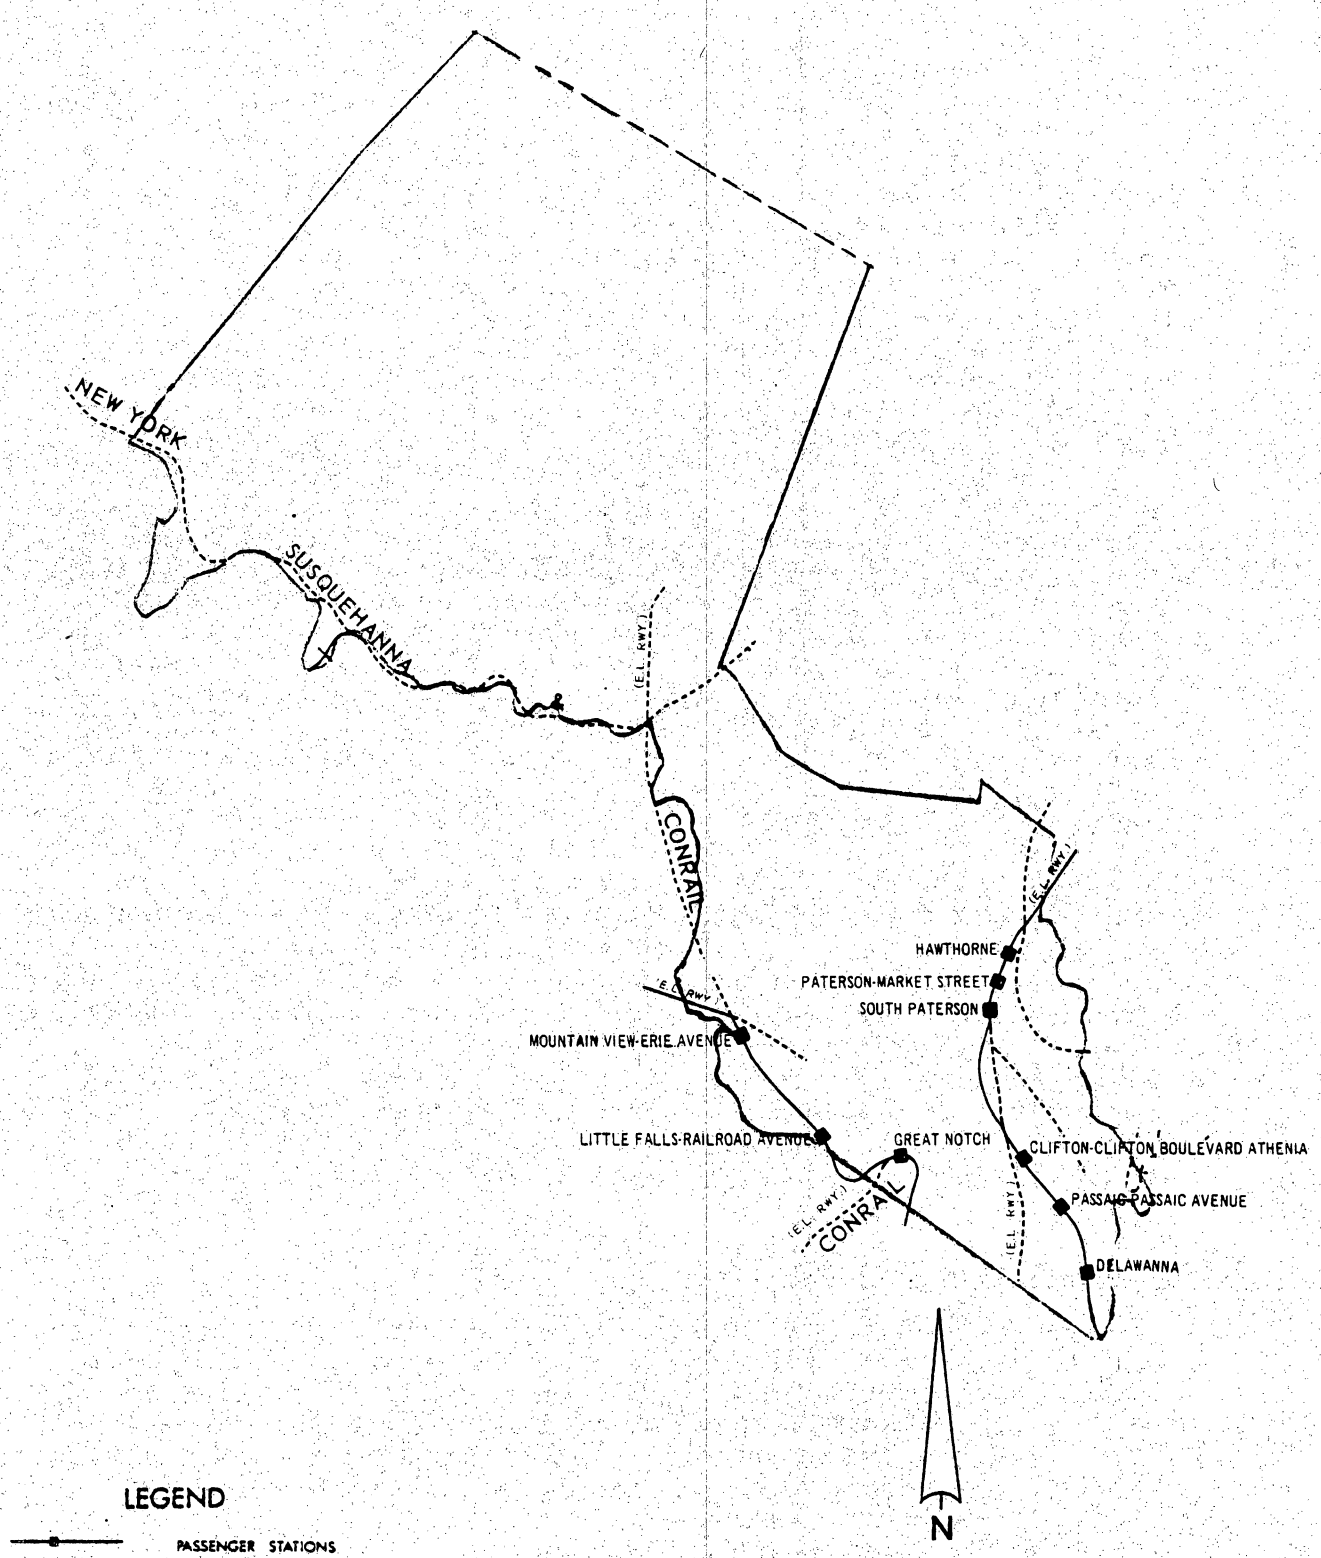 NEW YORK
SUSQUEHANNA
&
(E.L. RWY.)
CONRAIL
(E.L. RWY.)
HAWTHORNE
PATERSON-MARKET STREET
SOUTH PATERSON
(E.L. RWY.)
MOUNTAIN VIEW-ERIE AVENUE
LITTLE FALLS-RAILROAD AVENUE
GREAT NOTCH
CLIFTON-CLIFTON BOULEVARD ATHENIA
(E.L. RWY.)
CONRAIL
PASSAIC-PASSAIC AVENUE
(E.L. RWY.)
DELAWANNA
N
LEGEND
PASSENGER STATIONS